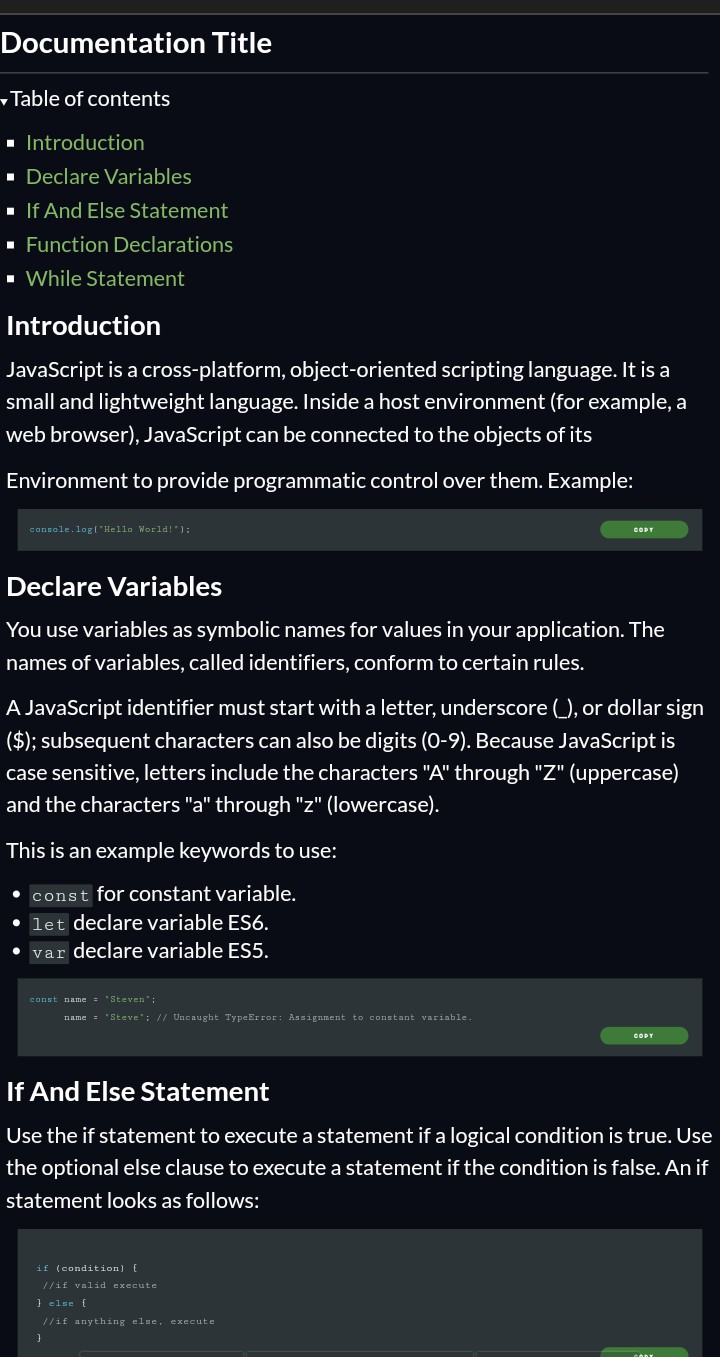 Documentation Title
Table of contents
Introduction
Declare Variables
If And Else Statement
Function Declarations
While Statement
Introduction
JavaScript is a cross-platform, object-oriented scripting language. It is a
small and lightweight language. Inside a host environment (for example, a
web browser), JavaScript can be connected to the objects of its
Environment to provide programmatic control over them. Example:
console.log("Hello World!"); COPY
Declare Variables
You use variables as symbolic names for values in your application. The
names of variables, called identifiers, conform to certain rules.
A JavaScript identifier must start with a letter, underscore (_), or dollar sign
($); subsequent characters can also be digits (0-9). Because JavaScript is
case sensitive, letters include the characters "A" through "Z" (uppercase)
and the characters "a" through "z" (lowercase).
This is an example keywords to use:
const for constant variable.
let declare variable ES6.
var declare variable ES5.
const name = "Steven";
name = "Steve"; // Uncaught TypeError: Assignment to constant variable.
COPY
If And Else Statement
Use the if statement to execute a statement if a logical condition is true. Use
the optional else clause to execute a statement if the condition is false. An if
statement looks as follows:
if (condition) {
//if valid execute
} else {
//if anything else, execute
}
COPY